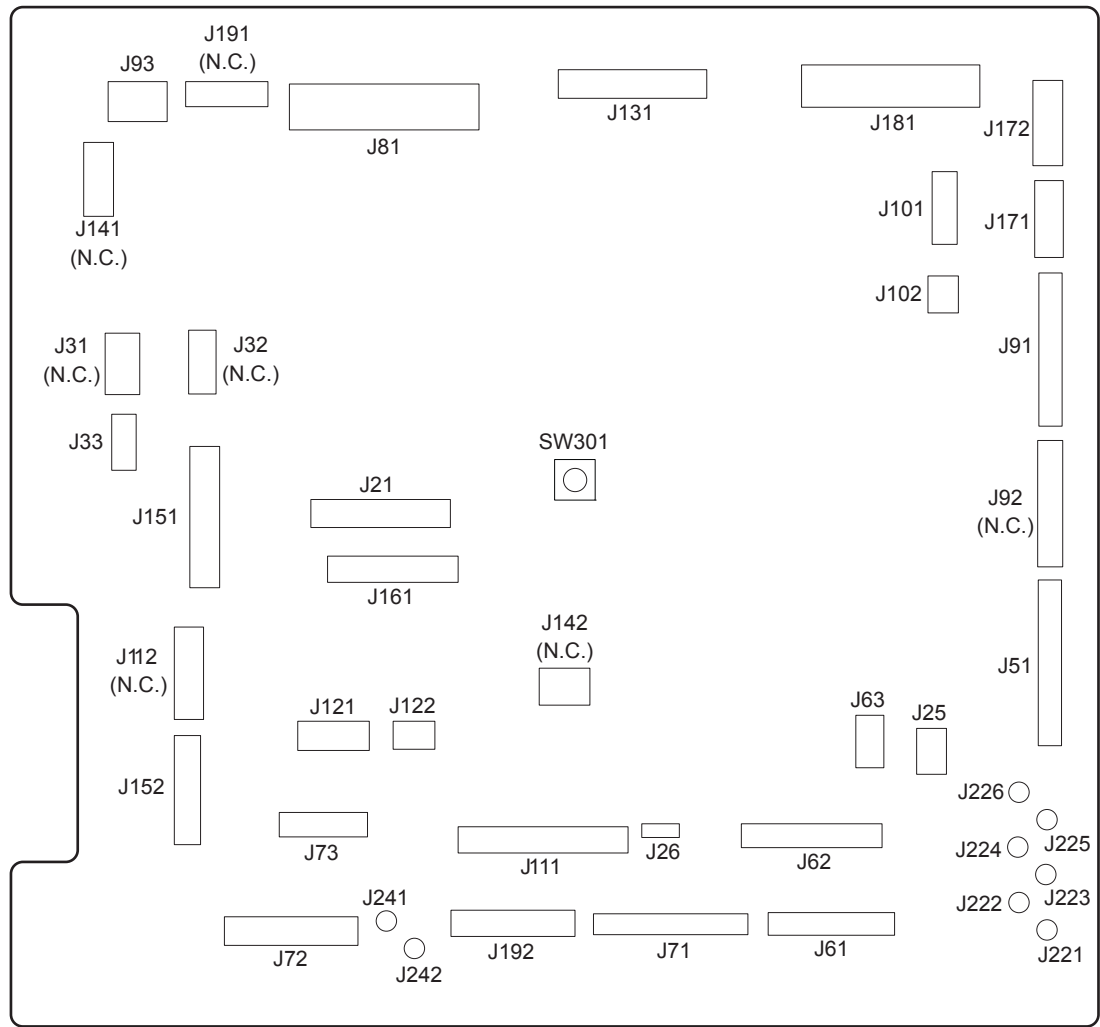 J191
(N.C.)
J93
J81
J131
J181
J172
J141
(N.C.)
J101
J171
J102
J31
(N.C.)
J32
(N.C.)
J91
J33
SW301
J21
J151
J92
(N.C.)
J161
J142
(N.C.)
J112
(N.C.)
J51
J121
J122
J63
J25
J152
J226
J73
J111
J26
J62
J224
J225
J241
J222
J223
J72
J242
J192
J71
J61
J221